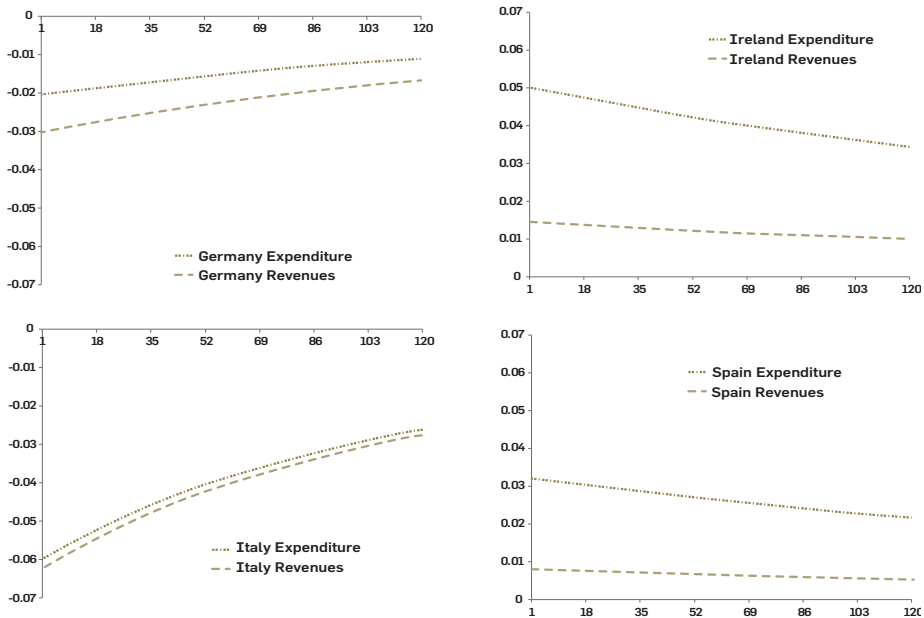 0
1 18 35 52 69 86 103 120
-0.01
-0.02
-0.03
-0.04
-0.05
-0.06
-0.07
Germany Expenditure
Germany Revenues
0.07
0.06
0.05
0.04
0.03
0.02
0.01
0
1 18 35 52 69 86 103 120
Ireland Expenditure
Ireland Revenues
0
1 18 35 52 69 86 103 120
-0.01
-0.02
-0.03
-0.04
-0.05
-0.06
-0.07
Italy Expenditure
Italy Revenues
0.07
0.06
0.05
0.04
0.03
0.02
0.01
0
1 18 35 52 69 86 103 120
Spain Expenditure
Spain Revenues